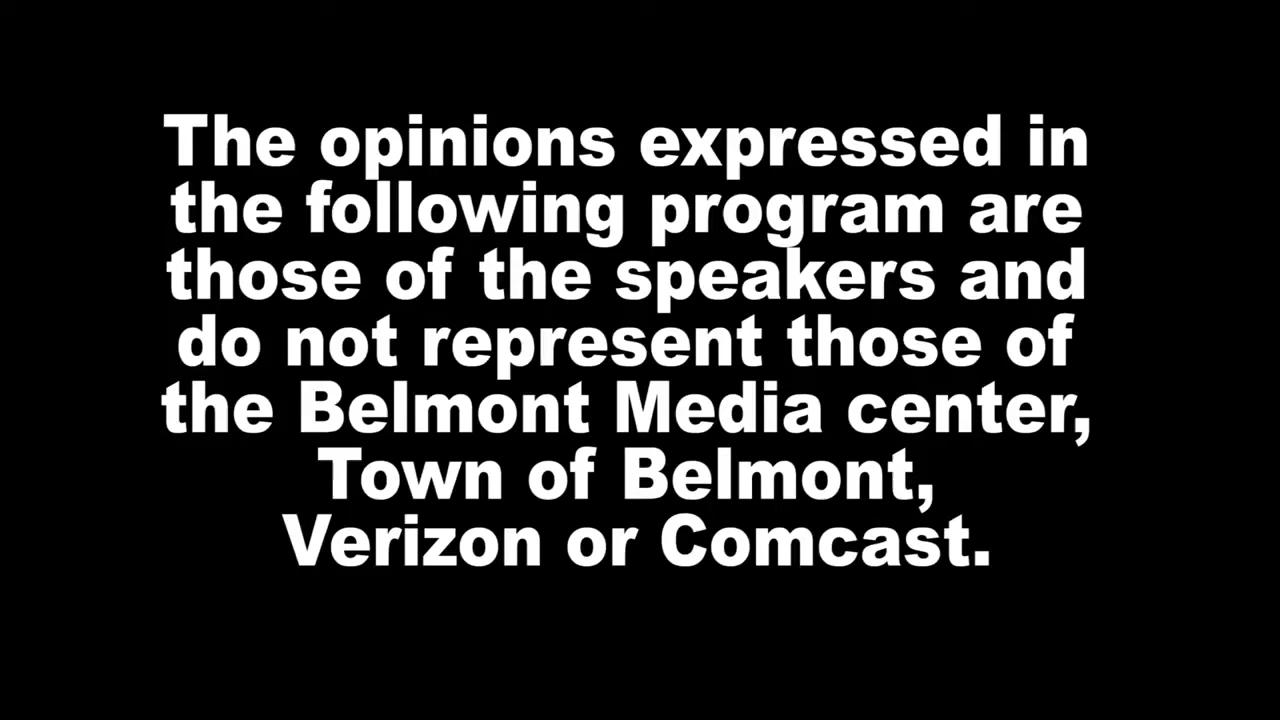 The opinions expressed in
the following program are
those of the speakers and
do not represent those of
the Belmont Media center,
Town of Belmont,
Verizon or Comcast.